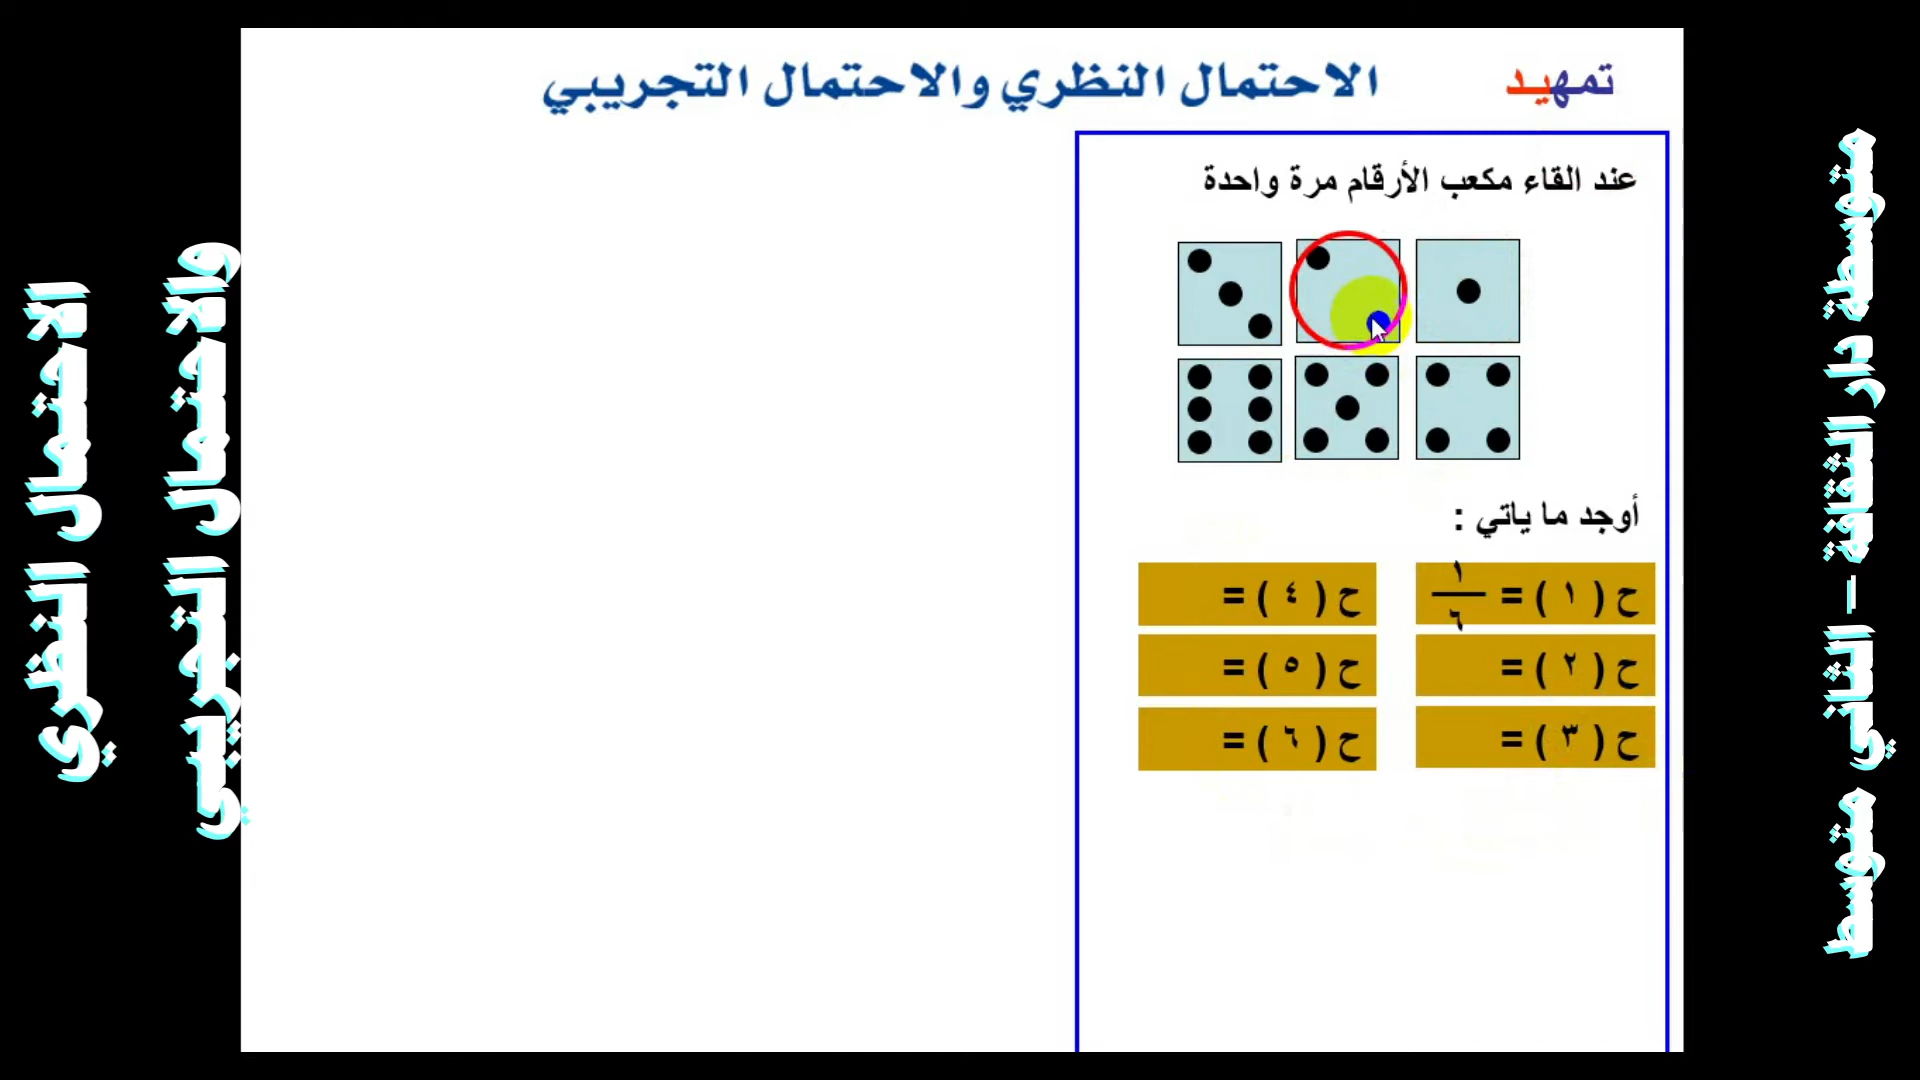 تمهيد
الاحتمال النظري والاحتمال التجريبي
عند القاء مكعب الأرقام مرة واحدة
أوجد ما ياتي :
ح ( ١ ) = ١/٦
ح ( ٤ ) =
ح ( ٢ ) =
ح ( ٥ ) =
ح ( ٣ ) =
ح ( ٦ ) =
متوسطة دار الثقافة – الثاني متوسط
الاحتمال النظري
والاحتمال التجريبي